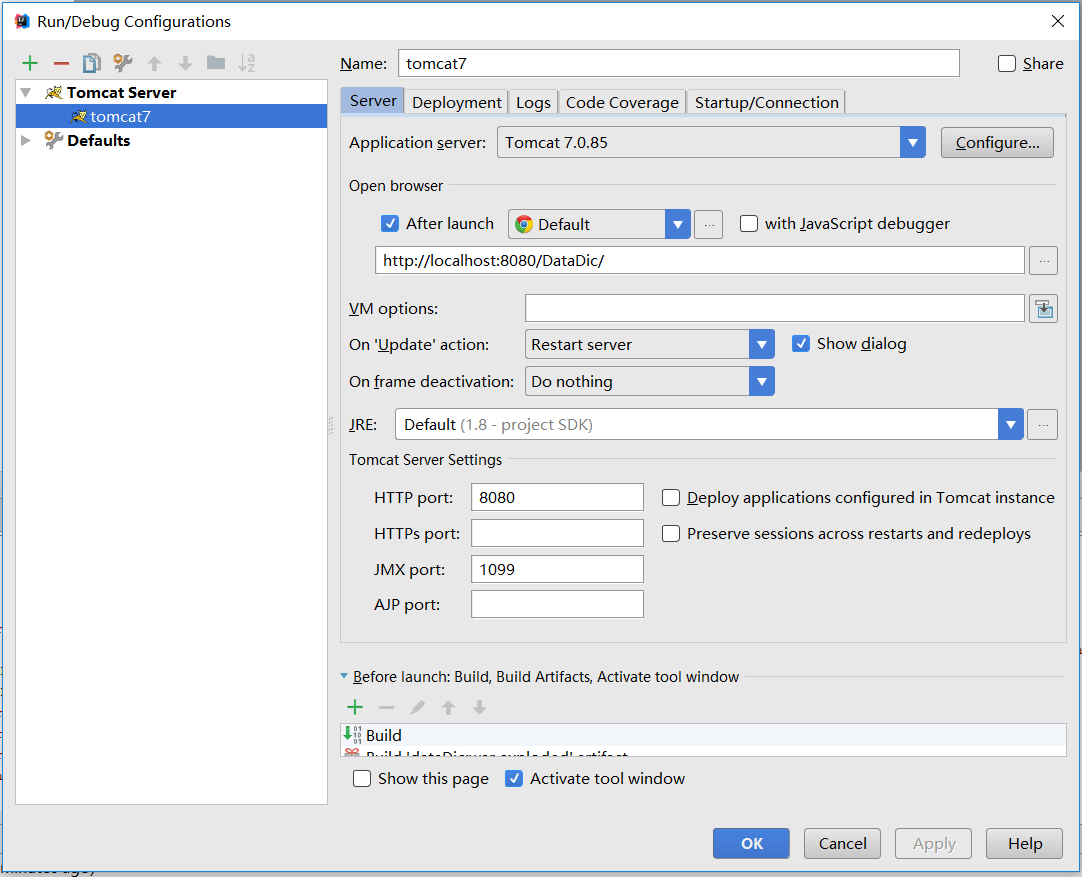 Run/Debug Configurations
Name: tomcat7 Share
Tomcat Server
tomcat7
Defaults
Server Deployment Logs Code Coverage Startup/Connection
Application server: Tomcat 7.0.85 Configure...
Open browser
After launch Default ... with JavaScript debugger
http://localhost:8080/DataDic/ ...
VM options:
On 'Update' action: Restart server Show dialog
On frame deactivation: Do nothing
JRE: Default (1.8 - project SDK) ...
Tomcat Server Settings
HTTP port: 8080 Deploy applications configured in Tomcat instance
HTTPs port: Preserve sessions across restarts and redeploys
JMX port: 1099
AJP port:
Before launch: Build, Build Artifacts, Activate tool window
Build
Show this page Activate tool window
OK Cancel Apply Help